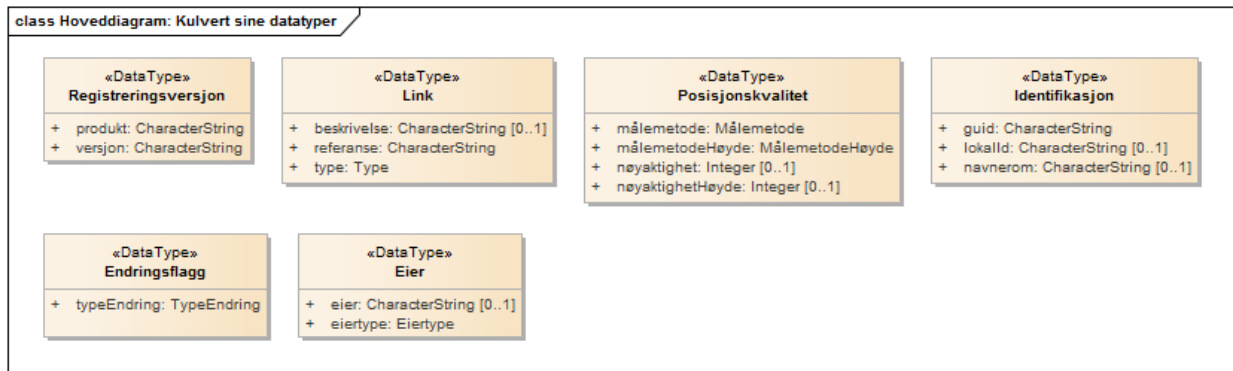 class Hoveddiagram: Kulvert sine datatyper
«DataType»
Registreringsversjon
+ produkt: CharacterString
+ versjon: CharacterString
«DataType»
Link
+ beskrivelse: CharacterString [0..1]
+ referanse: CharacterString
+ type: Type
«DataType»
Posisjonskvalitet
+ målemetode: Målemetode
+ målemetodeHøyde: MålemetodeHøyde
+ nøyaktighet: Integer [0..1]
+ nøyaktighetHøyde: Integer [0..1]
«DataType»
Identifikasjon
+ guid: CharacterString
+ lokalId: CharacterString [0..1]
+ navnerom: CharacterString [0..1]
«DataType»
Endringsflagg
+ typeEndring: TypeEndring
«DataType»
Eier
+ eier: CharacterString [0..1]
+ eiertype: Eiertype